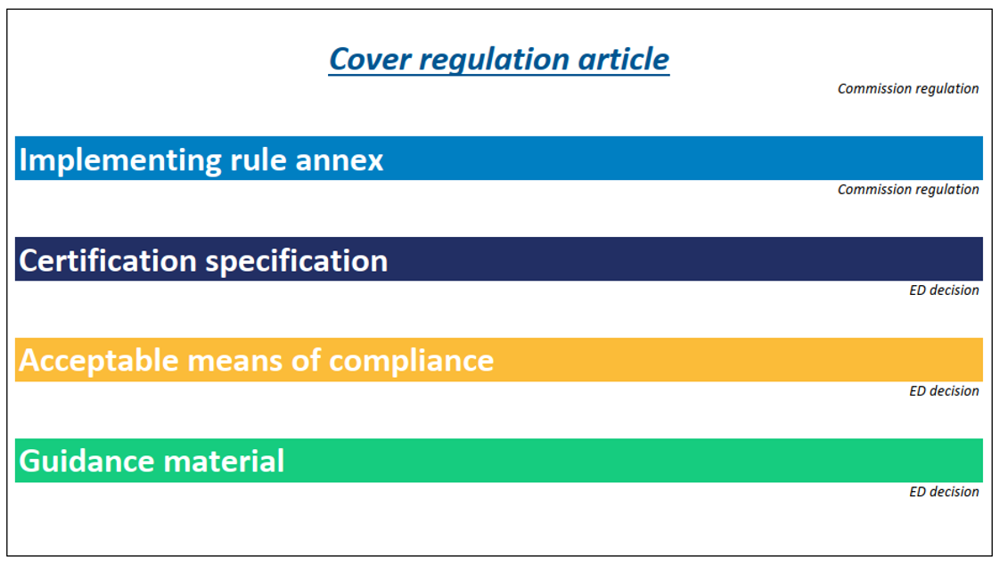 Cover regulation article
Commission regulation
Implementing rule annex
Commission regulation
Certification specification
ED decision
Acceptable means of compliance
ED decision
Guidance material
ED decision